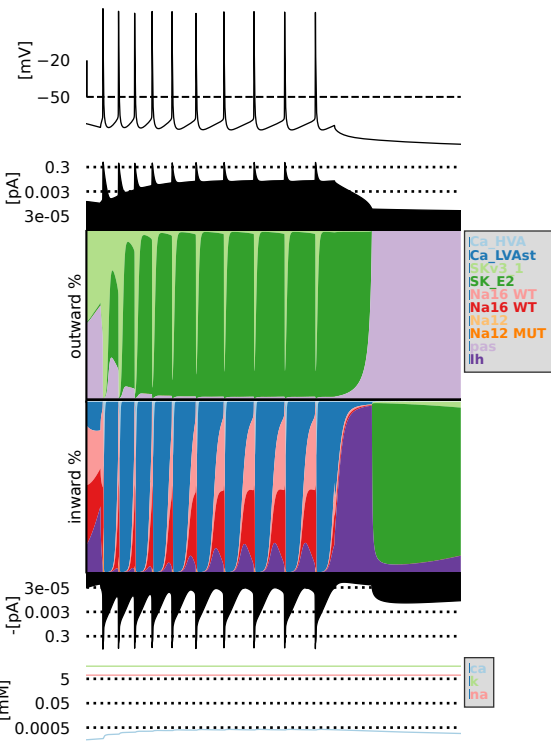 [mV]
−20
−50
[pA]
0.3
0.003
3e-05
outward %
Ca_HVA
Ca_LVAst
SKv3_1
SK_E2
Na16 WT
Na16 WT
Na12
Na12 MUT
pas
Ih
inward %
-[pA]
3e-05
0.003
0.3
[mM]
5
0.05
0.0005
ca
k
na